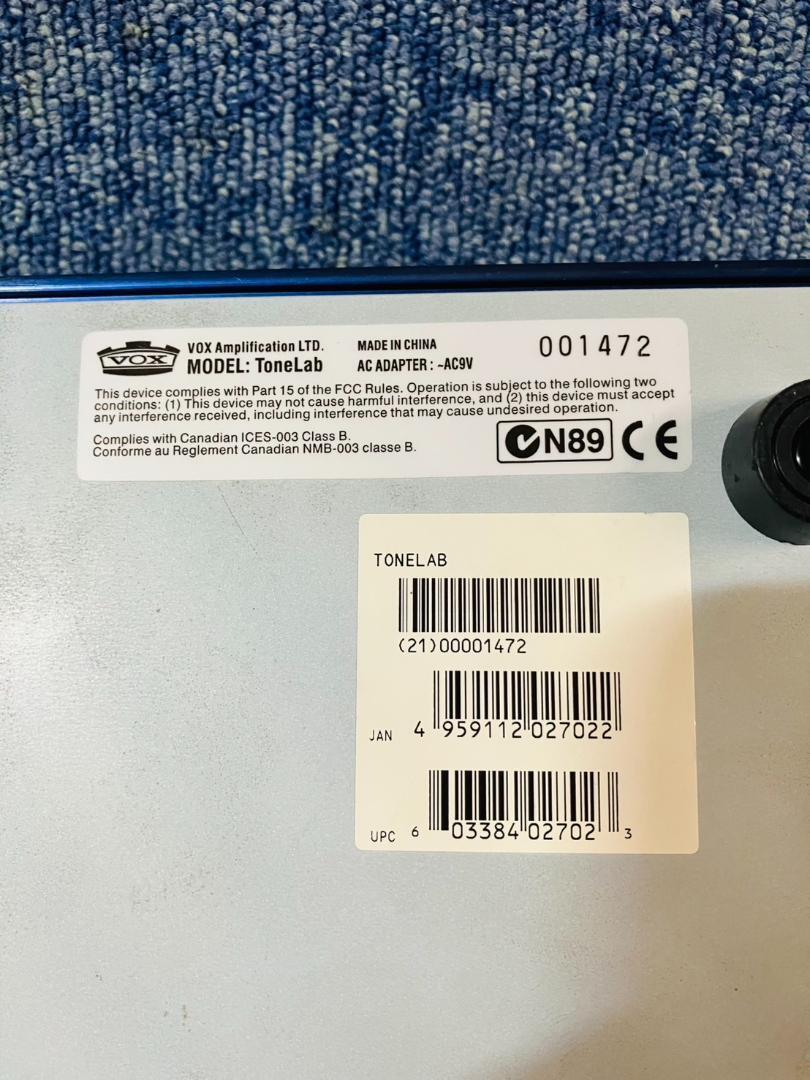 VOX
VOX Amplification LTD.
MODEL: ToneLab
MADE IN CHINA
AC ADAPTER : ~AC9V
001472
This device complies with Part 15 of the FCC Rules. Operation is subject to the following two
conditions: (1) This device may not cause harmful interference, and (2) this device must accept
any interference received, including interference that may cause undesired operation.
Complies with Canadian ICES-003 Class B.
Conforme au Reglement Canadian NMB-003 classe B.
N89 CE
TONELAB
(21)00001472
JAN 4 959112 027022
UPC 6 03384 02702 3